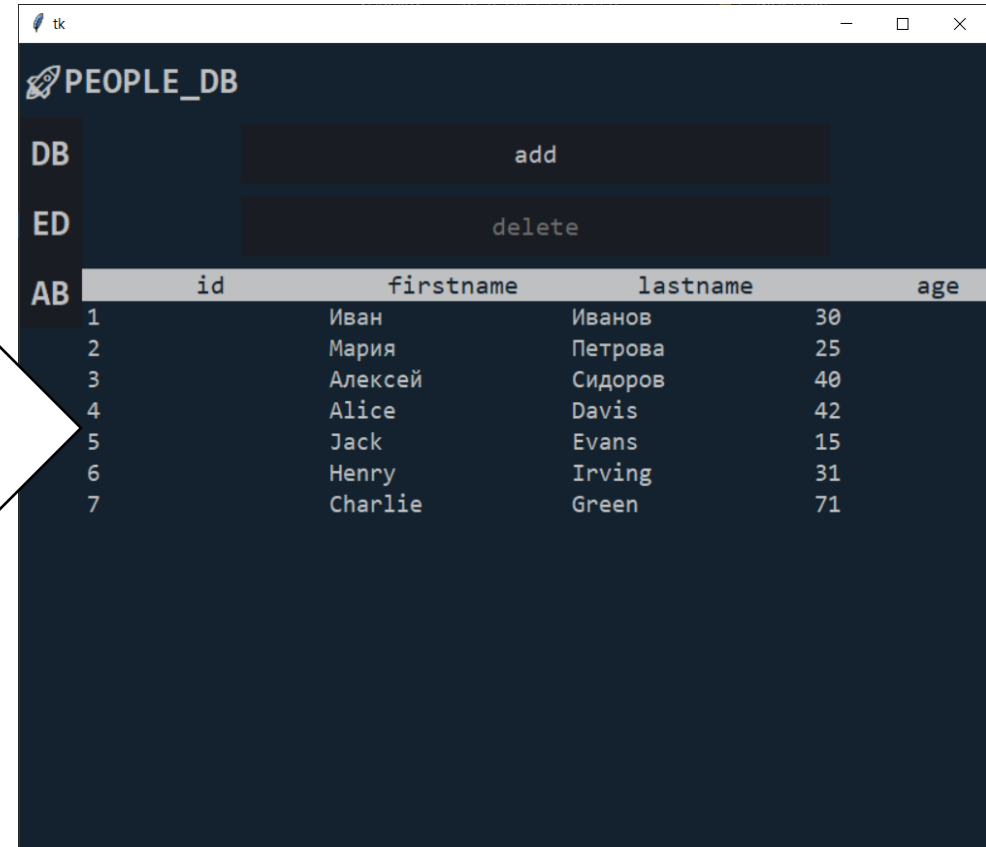 tk
PEOPLE_DB
DB
add
ED
delete
AB
id firstname lastname age
1 Иван Иванов 30
2 Мария Петрова 25
3 Алексей Сидоров 40
4 Alice Davis 42
5 Jack Evans 15
6 Henry Irving 31
7 Charlie Green 71